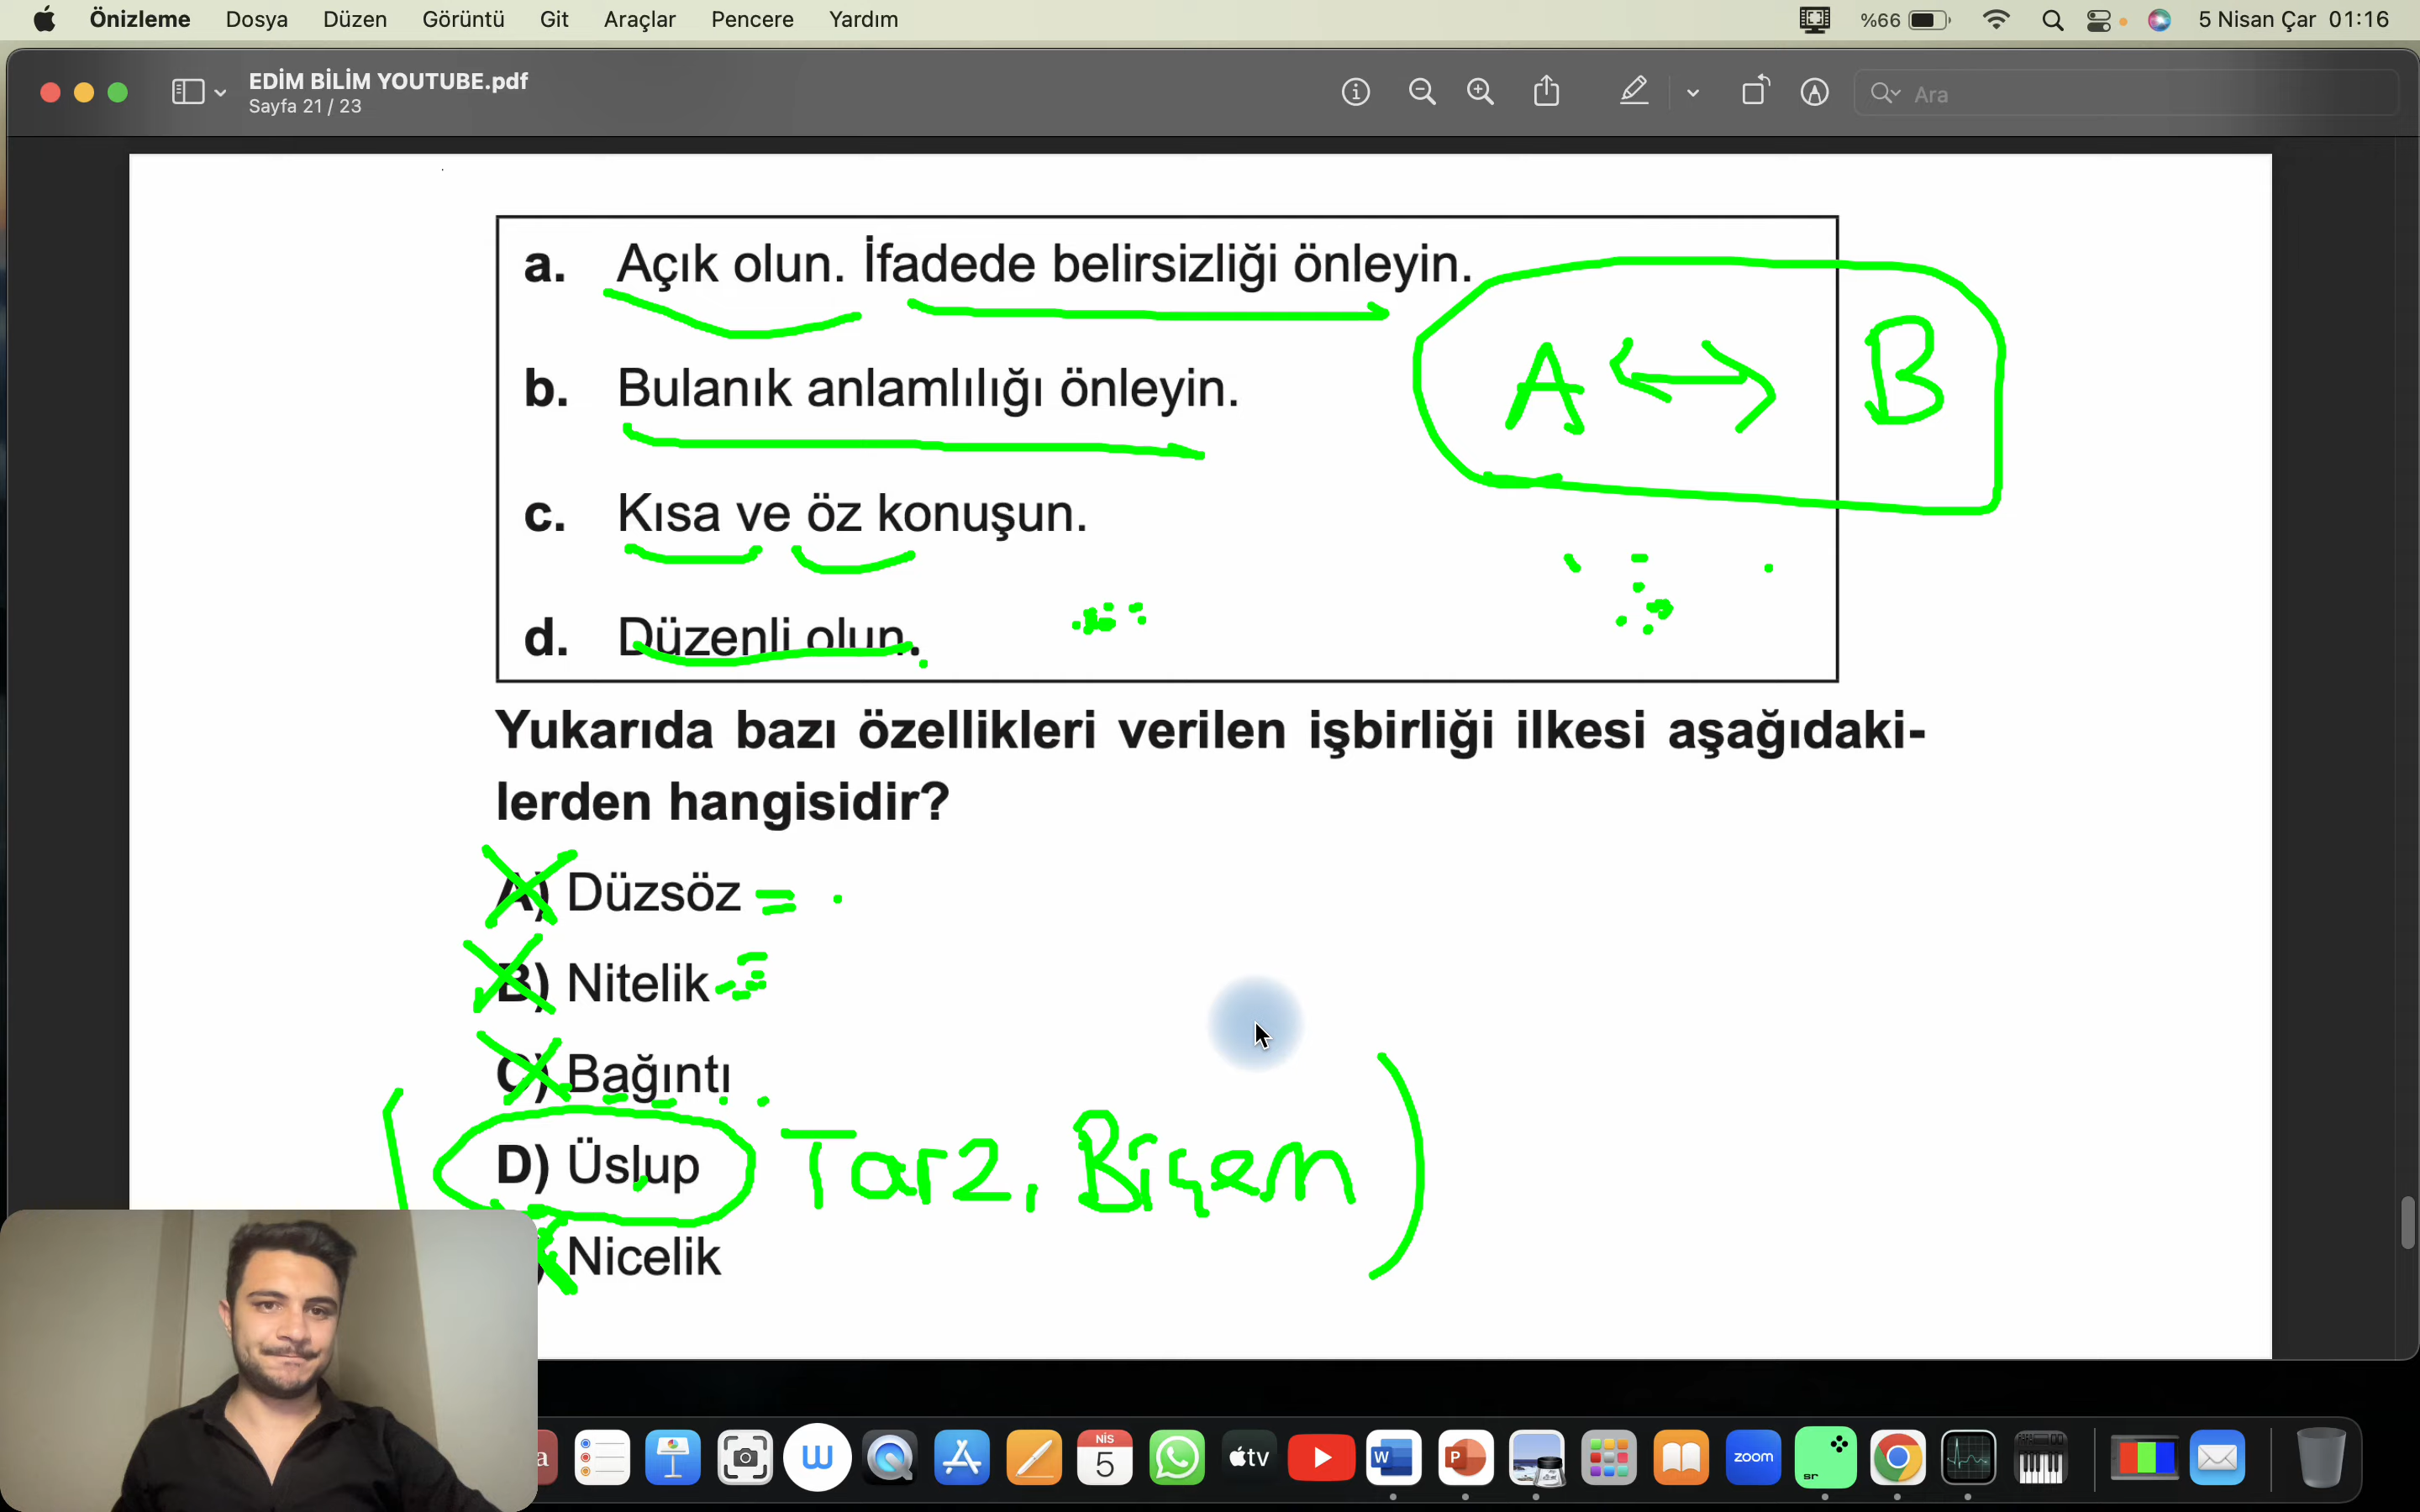 Önizleme Dosya Düzen Görüntü Git Araçlar Pencere Yardım %66 5 Nisan Çar 01:16
EDİM BİLİM YOUTUBE.pdf
Sayfa 21 / 23
Ara
a. Açık olun. İfadede belirsizliği önleyin.
b. Bulanık anlamlılığı önleyin.
A B
c. Kısa ve öz konuşun.
d. Düzenli olun.
Yukarıda bazı özellikleri verilen işbirliği ilkesi aşağıdaki-
lerden hangisidir?
A) Düzsöz =
B) Nitelik
C) Bağıntı
D) Üslup Tarz, Biçem
Nicelik
NİS
5
tv
W
P
zoom
sr